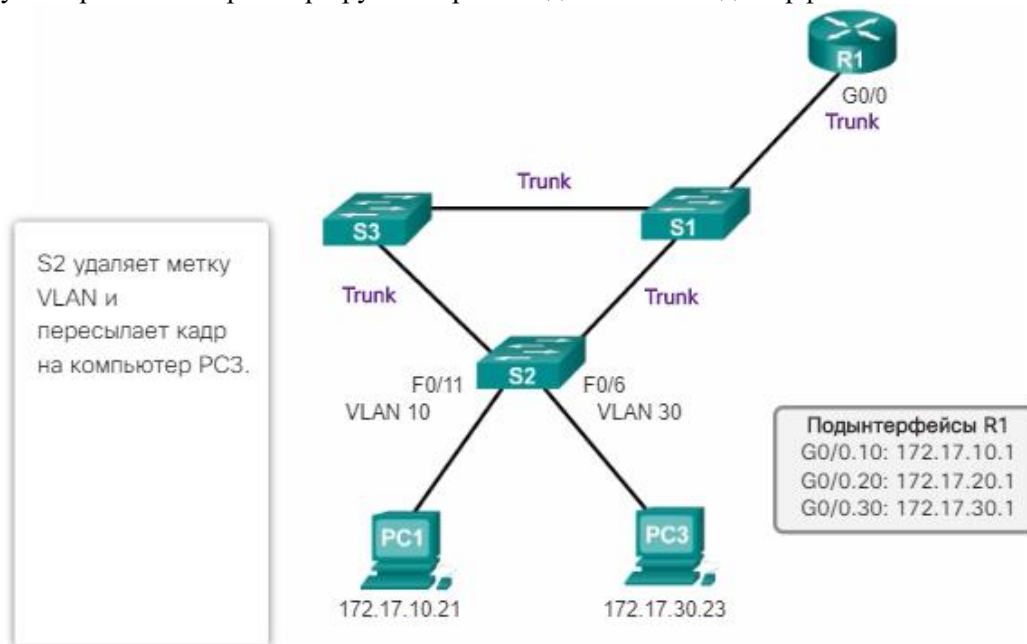 R1
G0/0
Trunk
Trunk
S3
S1
S2 удаляет метку
VLAN и
пересылает кадр
на компьютер PC3.
Trunk
Trunk
S2
F0/11
F0/6
VLAN 10
VLAN 30
Подынтерфейсы R1
G0/0.10: 172.17.10.1
G0/0.20: 172.17.20.1
G0/0.30: 172.17.30.1
PC1
PC3
172.17.10.21
172.17.30.23